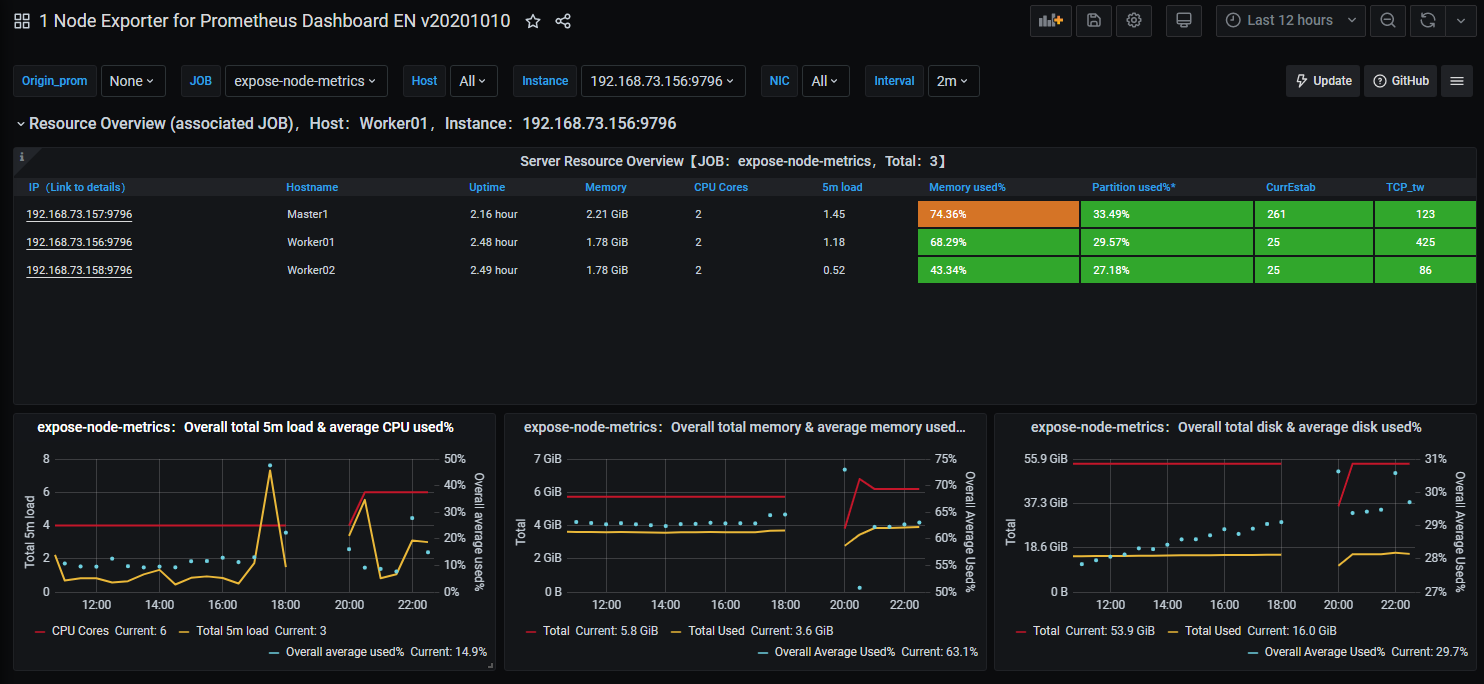 1 Node Exporter for Prometheus Dashboard EN v20201010 Last 12 hours
Origin_prom None JOB expose-node-metrics Host All Instance 192.168.73.156:9796 NIC All Interval 2m Update GitHub
Resource Overview (associated JOB)，Host：Worker01，Instance：192.168.73.156:9796
Server Resource Overview【JOB：expose-node-metrics，Total：3】
IP（Link to details） Hostname Uptime Memory CPU Cores 5m load Memory used% Partition used%* CurrEstab TCP_tw
192.168.73.157:9796 Master1 2.16 hour 2.21 GiB 2 1.45 74.36% 33.49% 261 123
192.168.73.156:9796 Worker01 2.48 hour 1.78 GiB 2 1.18 68.29% 29.57% 25 425
192.168.73.158:9796 Worker02 2.49 hour 1.78 GiB 2 0.52 43.34% 27.18% 25 86
expose-node-metrics：Overall total 5m load & average CPU used%
8 50%
40%
6
30%
4
20%
2
10%
0 0%
Total 5m load
Overall average used%
12:00 14:00 16:00 18:00 20:00 22:00
CPU Cores Current: 6 Total 5m load Current: 3
Overall average used% Current: 14.9%
expose-node-metrics：Overall total memory & average memory used...
7 GiB 75%
70%
6 GiB
65%
4 GiB
60%
2 GiB
55%
0 B 50%
Total
Overall Average Used%
12:00 14:00 16:00 18:00 20:00 22:00
Total Current: 5.8 GiB Total Used Current: 3.6 GiB
Overall Average Used% Current: 63.1%
expose-node-metrics：Overall total disk & average disk used%
55.9 GiB 31%
30%
37.3 GiB
29%
18.6 GiB
28%
0 B 27%
Total
Overall Average Used%
12:00 14:00 16:00 18:00 20:00 22:00
Total Current: 53.9 GiB Total Used Current: 16.0 GiB
Overall Average Used% Current: 29.7%